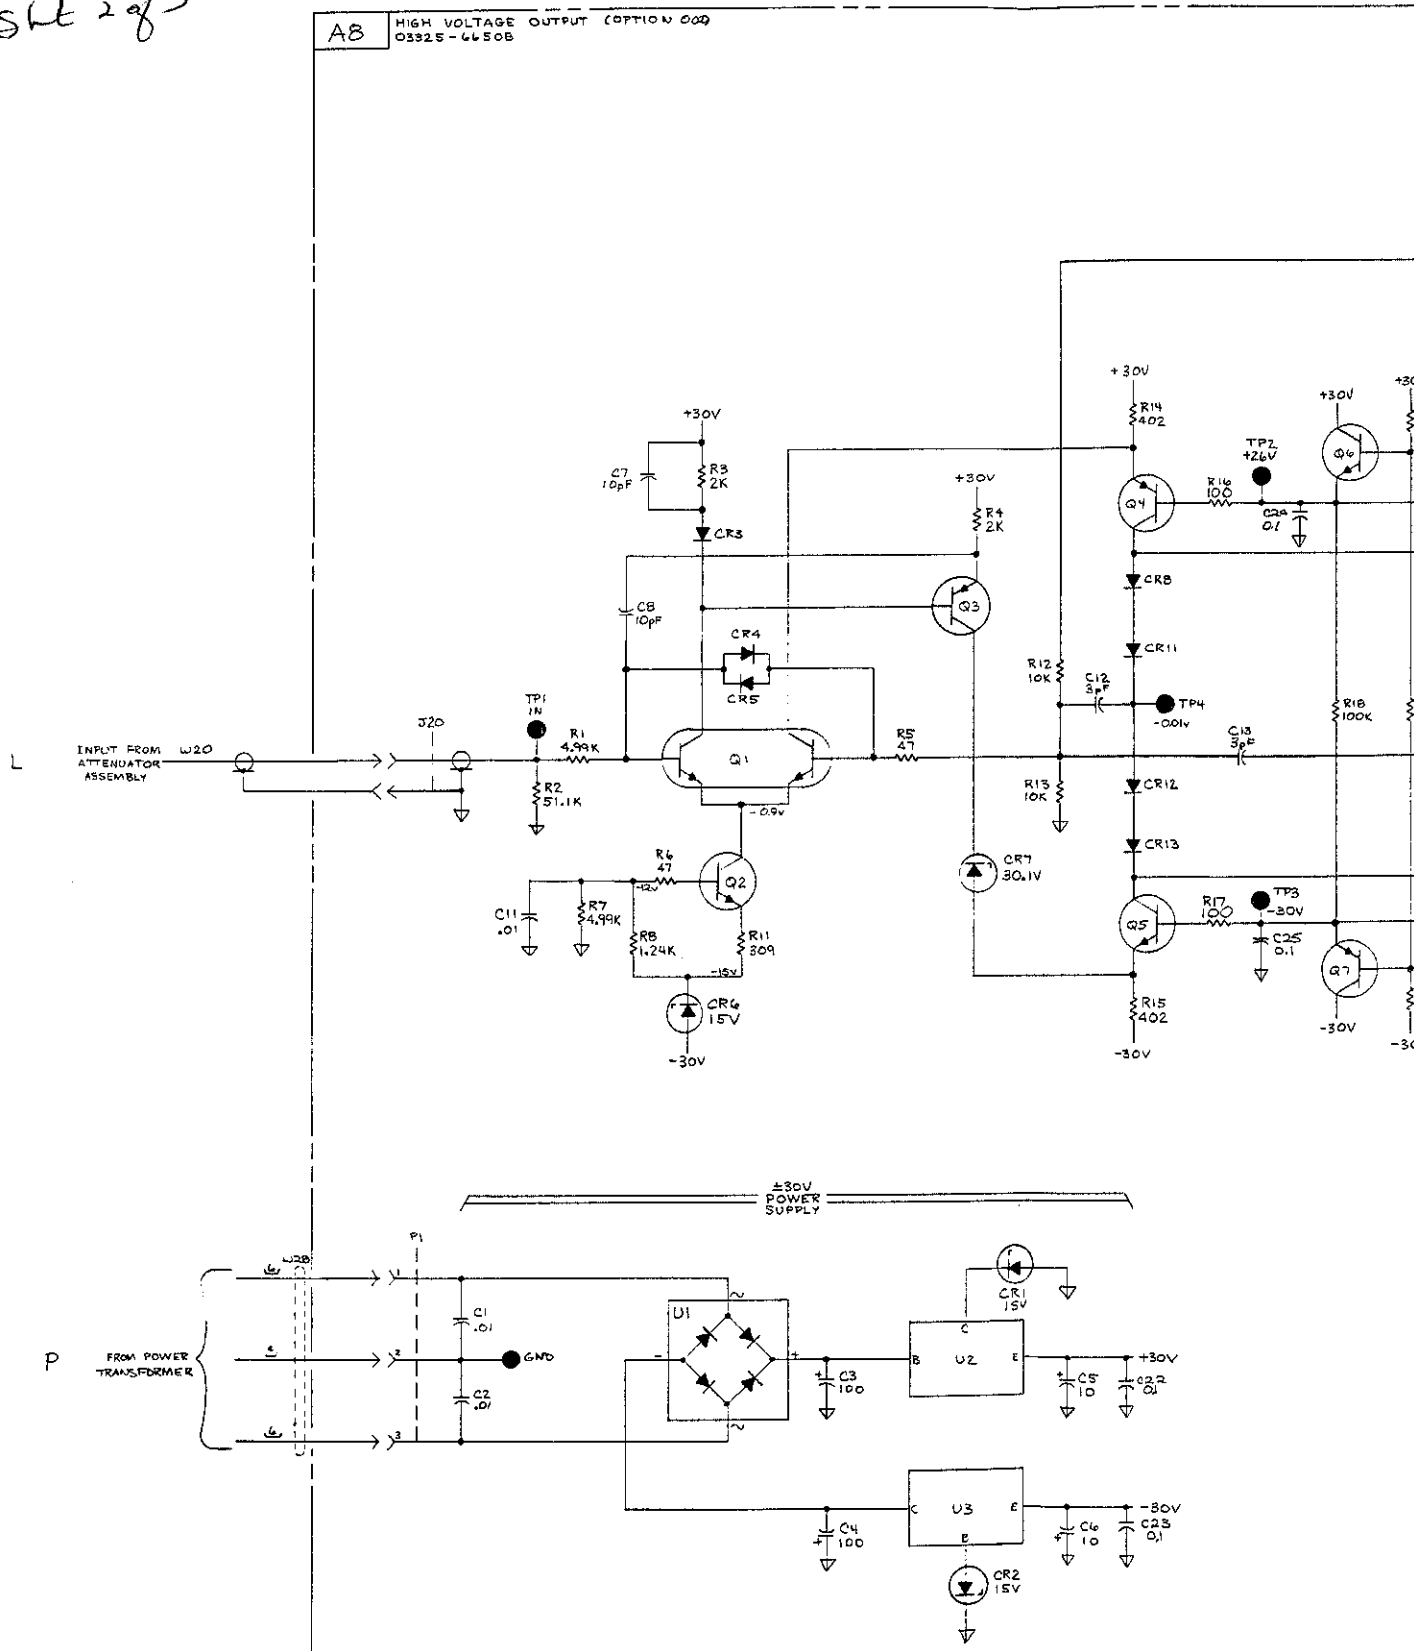 Sht 2 of
A8
HIGH VOLTAGE OUTPUT (OPTION 002)
03325-66508
+30V
R14
402
+30V
+30V
C7
10pF
R3
2K
CR3
+30V
R4
2K
Q4
R16
100
TP2
+26V
C24
0.1
Q6
C8
10pF
Q3
CR8
CR4
CR5
CR11
R12
10K
C12
3pF
TP4
-0.01V
R18
100K
L
INPUT FROM W20
ATTENUATOR
ASSEMBLY
J20
TP1
IN
R1
4.99K
R2
51.1K
Q1
R5
47
C13
3pF
R13
10K
CR12
-0.9V
CR13
R6
47
-12V
Q2
CR7
30.1V
C11
.01
R7
4.99K
R8
1.24K
R11
309
-15V
CR6
15V
-30V
Q5
R17
100
TP3
-30V
C25
0.1
Q7
R15
402
-30V
-30V
±30V
POWER
SUPPLY
P1
W28
6
1
C1
.01
U1
~
CR1
15V
C
P
FROM POWER
TRANSFORMER
2
GND
-
+
C3
100
B
U2
E
C5
10
+30V
C22
0.1
C2
.01
6
3
~
C
U3
E
B
C4
100
C6
10
-30V
C23
0.1
CR2
15V